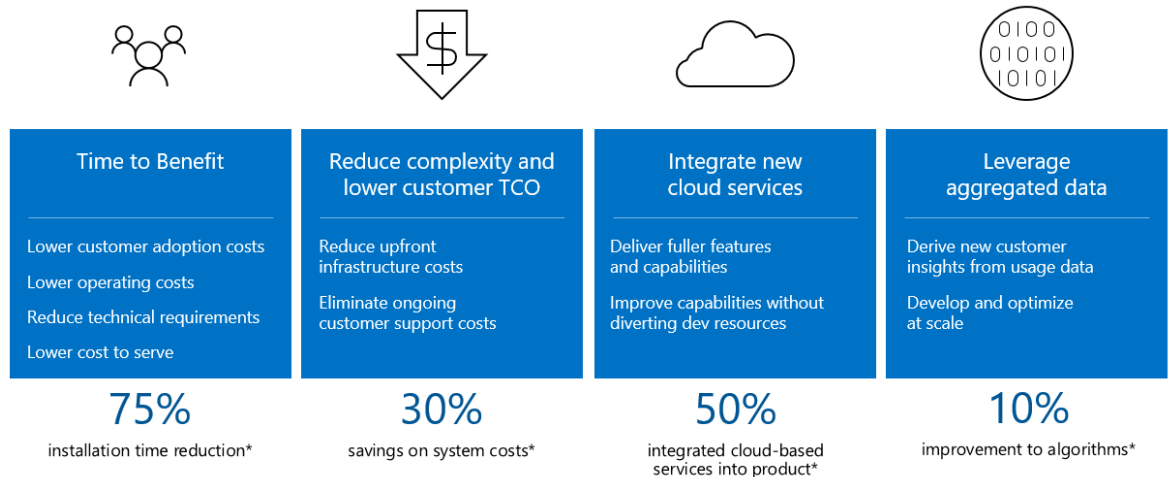 $
0100
010101
10101
Time to Benefit
Lower customer adoption costs
Lower operating costs
Reduce technical requirements
Lower cost to serve
75%
installation time reduction*
Reduce complexity and
lower customer TCO
Reduce upfront
infrastructure costs
Eliminate ongoing
customer support costs
30%
savings on system costs*
Integrate new
cloud services
Deliver fuller features
and capabilities
Improve capabilities without
diverting dev resources
50%
integrated cloud-based
services into product*
Leverage
aggregated data
Derive new customer
insights from usage data
Develop and optimize
at scale
10%
improvement to algorithms*